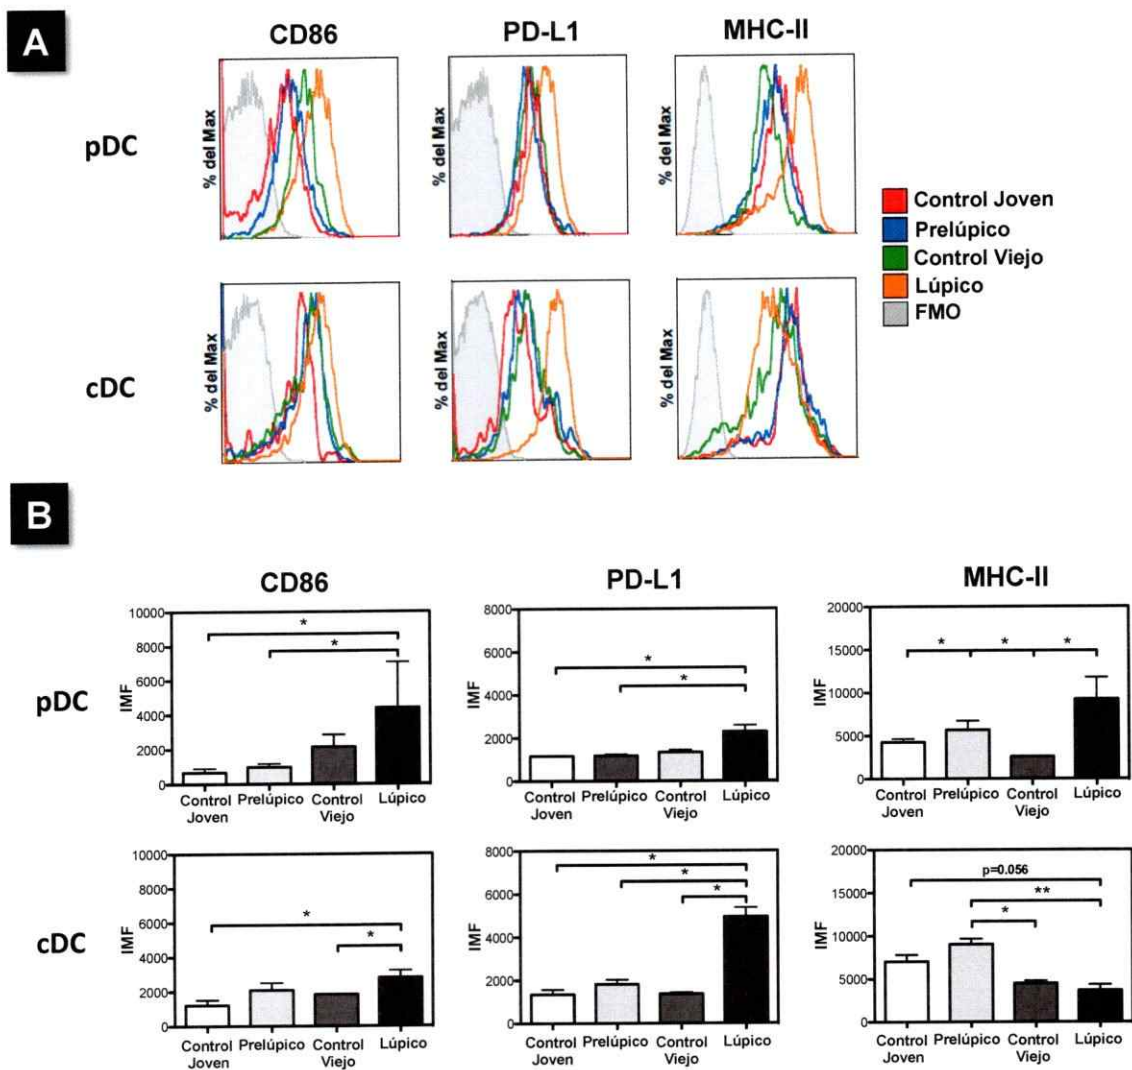 A
CD86
PD-L1
MHC-II
pDC
% del Max
% del Max
% del Max
cDC
% del Max
% del Max
% del Max
Control Joven
Prelúpico
Control Viejo
Lúpico
FMO
B
CD86
PD-L1
MHC-II
pDC
IMF
10000
8000
6000
4000
2000
0
*
*
Control Joven
Prelúpico
Control Viejo
Lúpico
IMF
8000
6000
4000
2000
0
*
*
Control Joven
Prelúpico
Control Viejo
Lúpico
IMF
20000
15000
10000
5000
0
* * *
Control Joven
Prelúpico
Control Viejo
Lúpico
cDC
IMF
10000
8000
6000
4000
2000
0
*
*
Control Joven
Prelúpico
Control Viejo
Lúpico
IMF
8000
6000
4000
2000
0
*
*
*
Control Joven
Prelúpico
Control Viejo
Lúpico
IMF
20000
15000
10000
5000
0
p=0.056
**
*
Control Joven
Prelúpico
Control Viejo
Lúpico